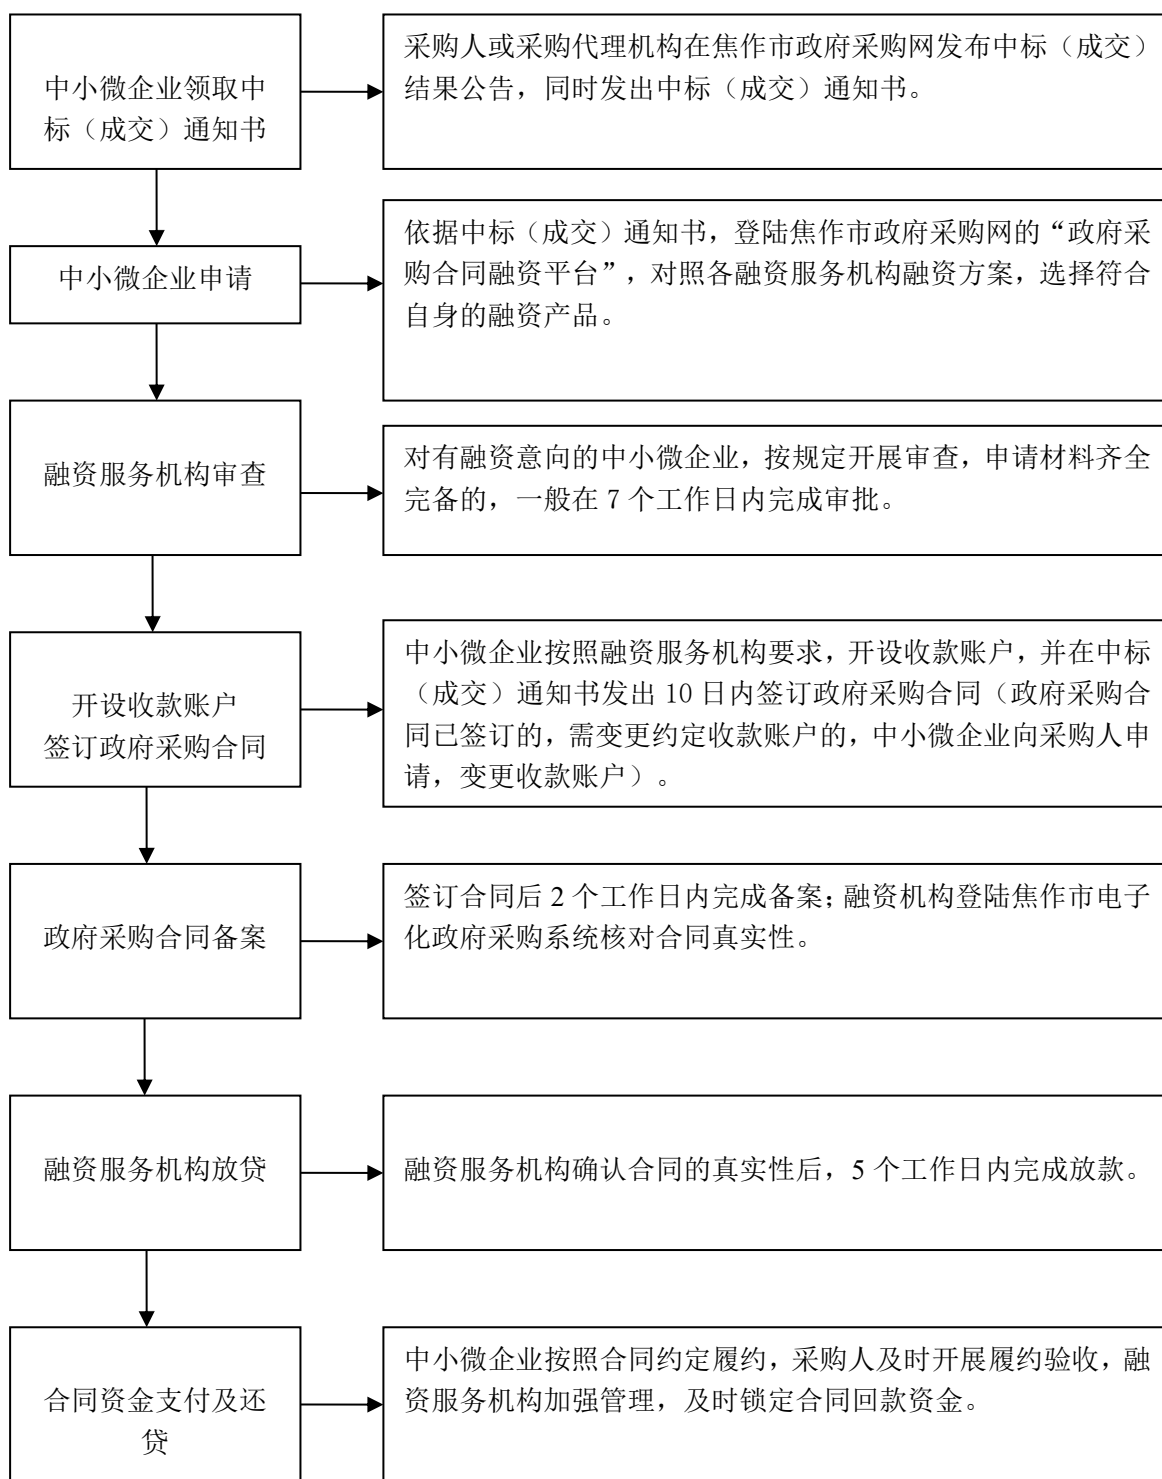 中小微企业领取中
标（成交）通知书
采购人或采购代理机构在焦作市政府采购网发布中标（成交）
结果公告，同时发出中标（成交）通知书。
中小微企业申请
依据中标（成交）通知书，登陆焦作市政府采购网的“政府采
购合同融资平台”，对照各融资服务机构融资方案，选择符合
自身的融资产品。
融资服务机构审查
对有融资意向的中小微企业，按规定开展审查，申请材料齐全
完备的，一般在 7 个工作日内完成审批。
开设收款账户
签订政府采购合同
中小微企业按照融资服务机构要求，开设收款账户，并在中标
（成交）通知书发出 10 日内签订政府采购合同（政府采购合
同已签订的，需变更约定收款账户的，中小微企业向采购人申
请，变更收款账户）。
政府采购合同备案
签订合同后 2 个工作日内完成备案；融资机构登陆焦作市电子
化政府采购系统核对合同真实性。
融资服务机构放贷
融资服务机构确认合同的真实性后，5 个工作日内完成放款。
合同资金支付及还
贷
中小微企业按照合同约定履约，采购人及时开展履约验收，融
资服务机构加强管理，及时锁定合同回款资金。